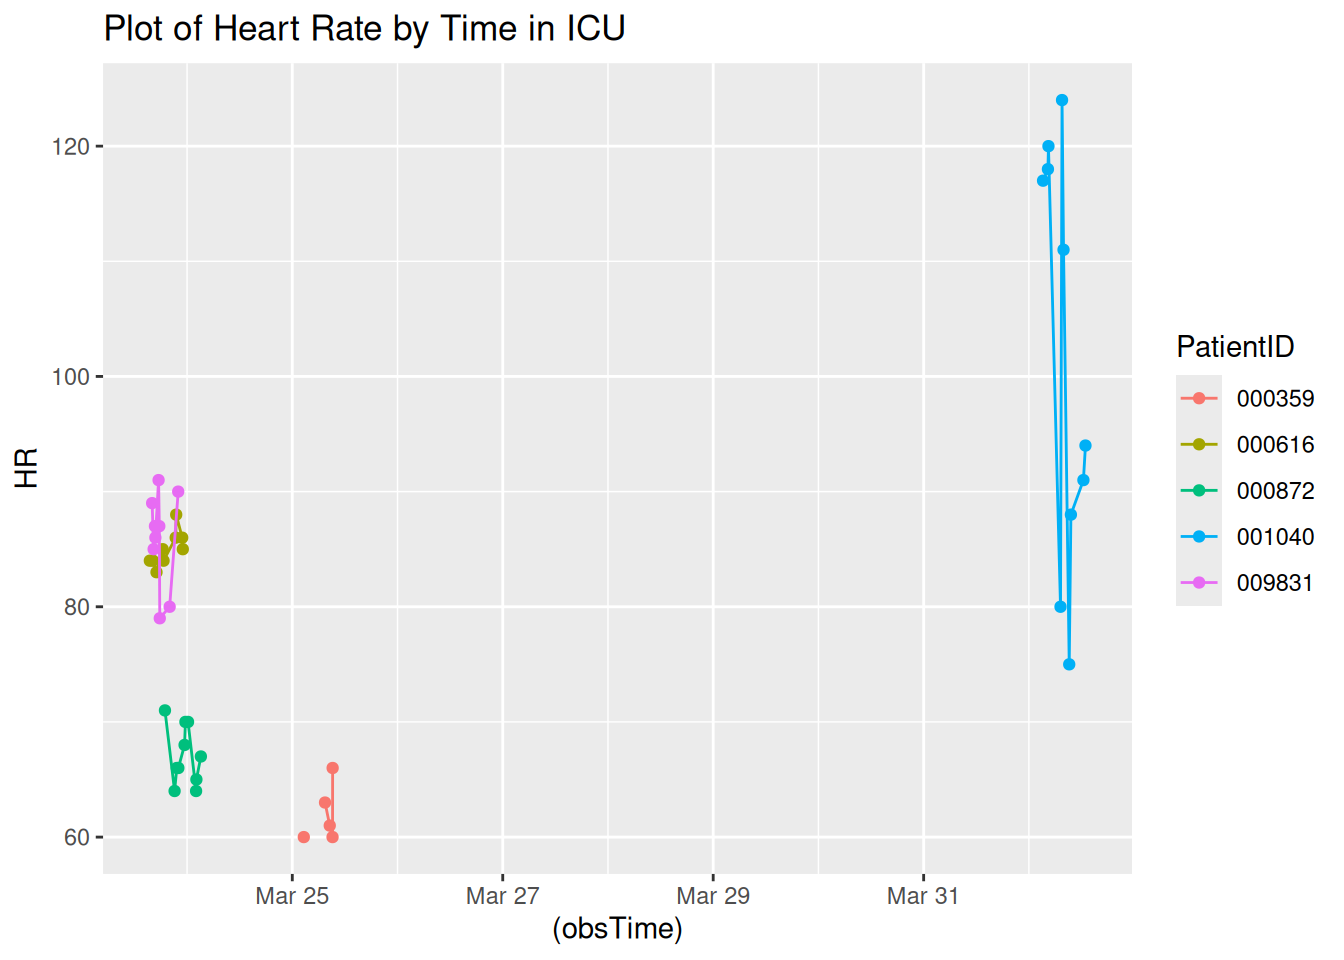 Plot of Heart Rate by Time in ICU
120
100
80
60
HR
Mar 25
Mar 27
Mar 29
Mar 31
(obsTime)
PatientID
000359
000616
000872
001040
009831